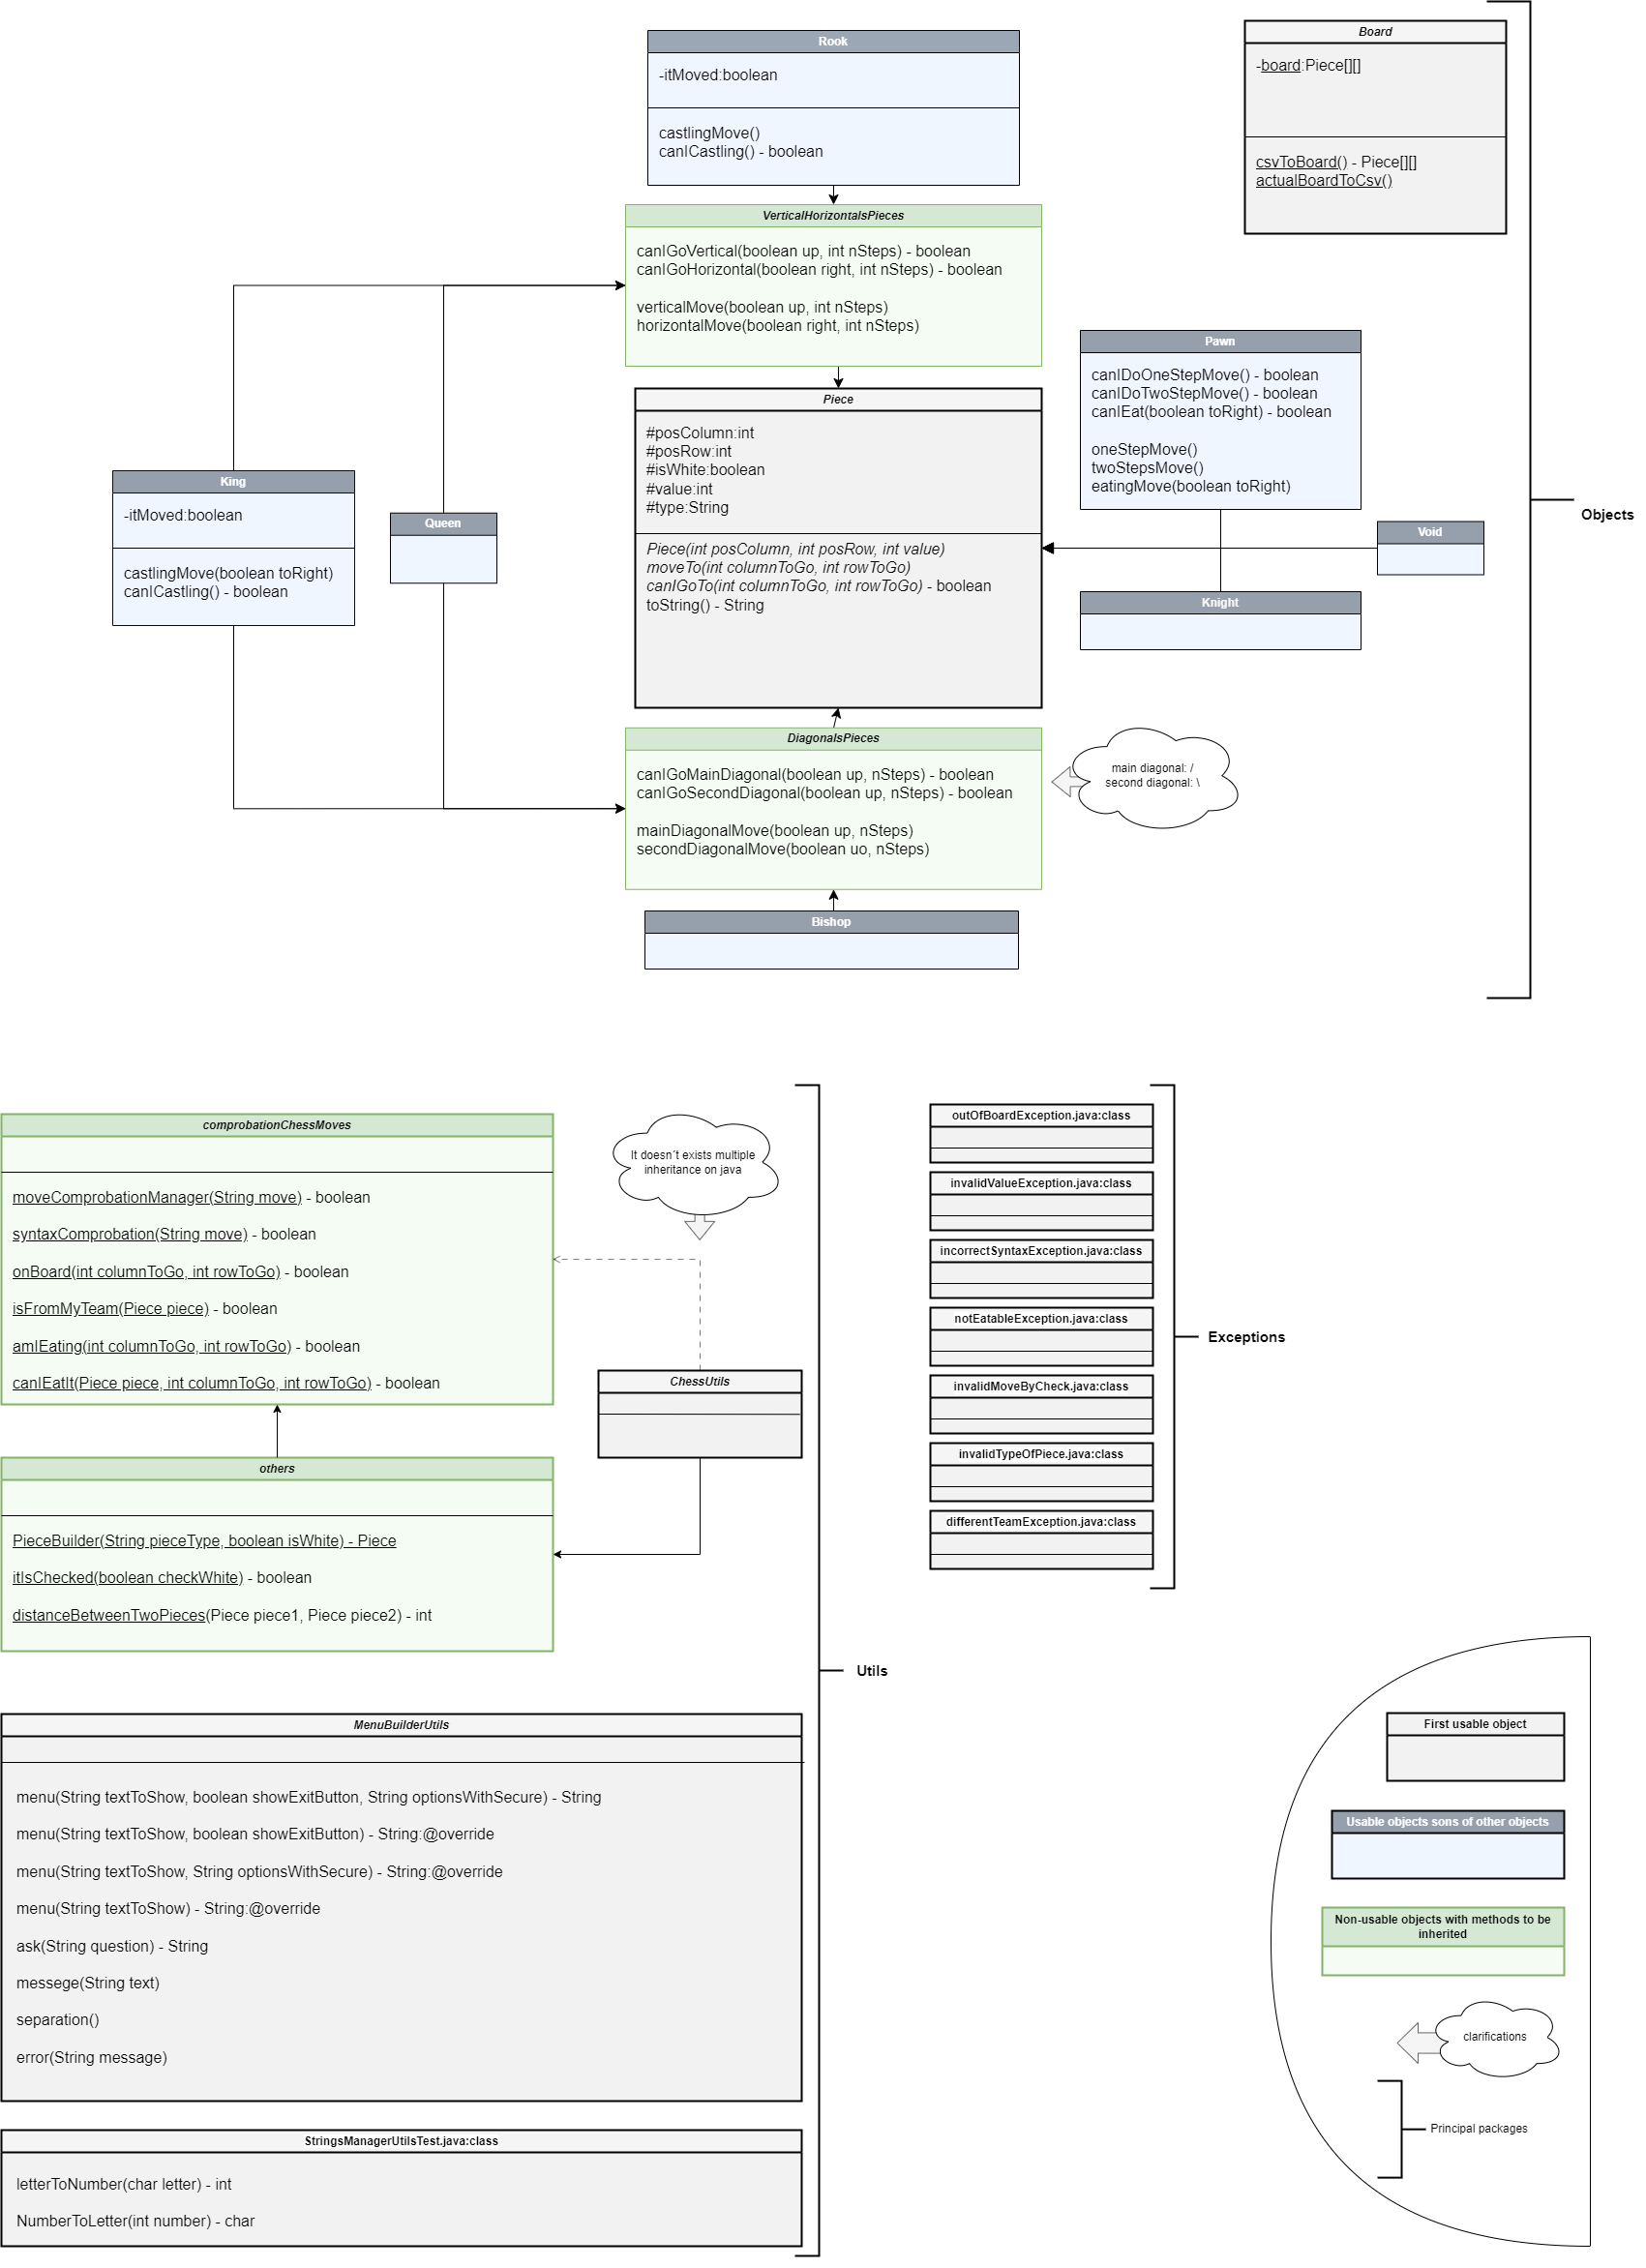 Rook
-itMoved:boolean
castlingMove()
canICastling() - boolean
Board
-board:Piece[][]
csvToBoard() - Piece[][]
actualBoardToCsv()
VerticalHorizontalsPieces
canIGoVertical(boolean up, int nSteps) - boolean
canIGoHorizontal(boolean right, int nSteps) - boolean
verticalMove(boolean up, int nSteps)
horizontalMove(boolean right, int nSteps)
Pawn
canIDoOneStepMove() - boolean
canIDoTwoStepMove() - boolean
canIEat(boolean toRight) - boolean
oneStepMove()
twoStepsMove()
eatingMove(boolean toRight)
Piece
#posColumn:int
#posRow:int
#isWhite:boolean
#value:int
#type:String
Piece(int posColumn, int posRow, int value)
moveTo(int columnToGo, int rowToGo)
canIGoTo(int columnToGo, int rowToGo) - boolean
toString() - String
King
-itMoved:boolean
castlingMove(boolean toRight)
canICastling() - boolean
Queen
Void
Knight
Objects
DiagonalsPieces
canIGoMainDiagonal(boolean up, nSteps) - boolean
canIGoSecondDiagonal(boolean up, nSteps) - boolean
mainDiagonalMove(boolean up, nSteps)
secondDiagonalMove(boolean uo, nSteps)
main diagonal: /
second diagonal: \
Bishop
comprobationChessMoves
moveComprobationManager(String move) - boolean
syntaxComprobation(String move) - boolean
onBoard(int columnToGo, int rowToGo) - boolean
isFromMyTeam(Piece piece) - boolean
amIEating(int columnToGo, int rowToGo) - boolean
canIEatIt(Piece piece, int columnToGo, int rowToGo) - boolean
It doesn´t exists multiple
inheritance on java
ChessUtils
others
PieceBuilder(String pieceType, boolean isWhite) - Piece
itIsChecked(boolean checkWhite) - boolean
distanceBetweenTwoPieces(Piece piece1, Piece piece2) - int
Utils
outOfBoardException.java:class
invalidValueException.java:class
incorrectSyntaxException.java:class
notEatableException.java:class
invalidMoveByCheck.java:class
invalidTypeOfPiece.java:class
differentTeamException.java:class
Exceptions
MenuBuilderUtils
menu(String textToShow, boolean showExitButton, String optionsWithSecure) - String
menu(String textToShow, boolean showExitButton) - String:@override
menu(String textToShow, String optionsWithSecure) - String:@override
menu(String textToShow) - String:@override
ask(String question) - String
messege(String text)
separation()
error(String message)
StringsManagerUtilsTest.java:class
letterToNumber(char letter) - int
NumberToLetter(int number) - char
First usable object
Usable objects sons of other objects
Non-usable objects with methods to be
inherited
clarifications
Principal packages